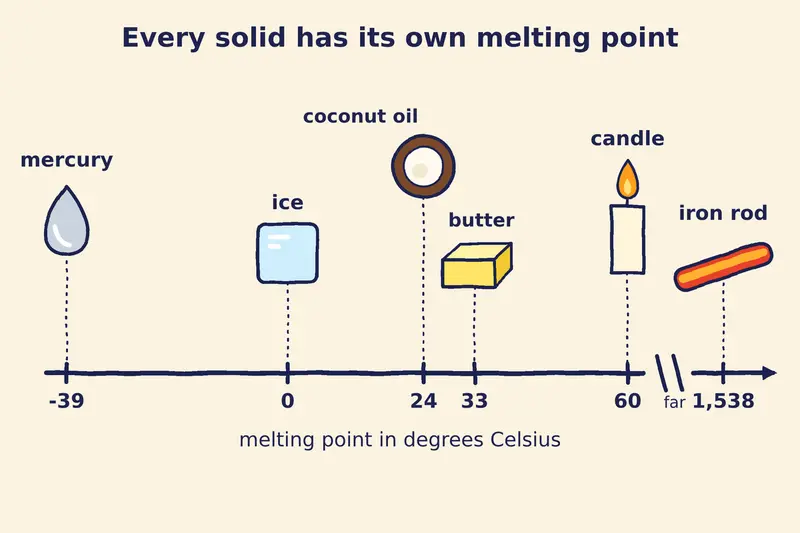 Every solid has its own melting point
coconut oil
candle
mercury
ice
butter
iron rod
-39
0
24
33
60
far 1,538
melting point in degrees Celsius